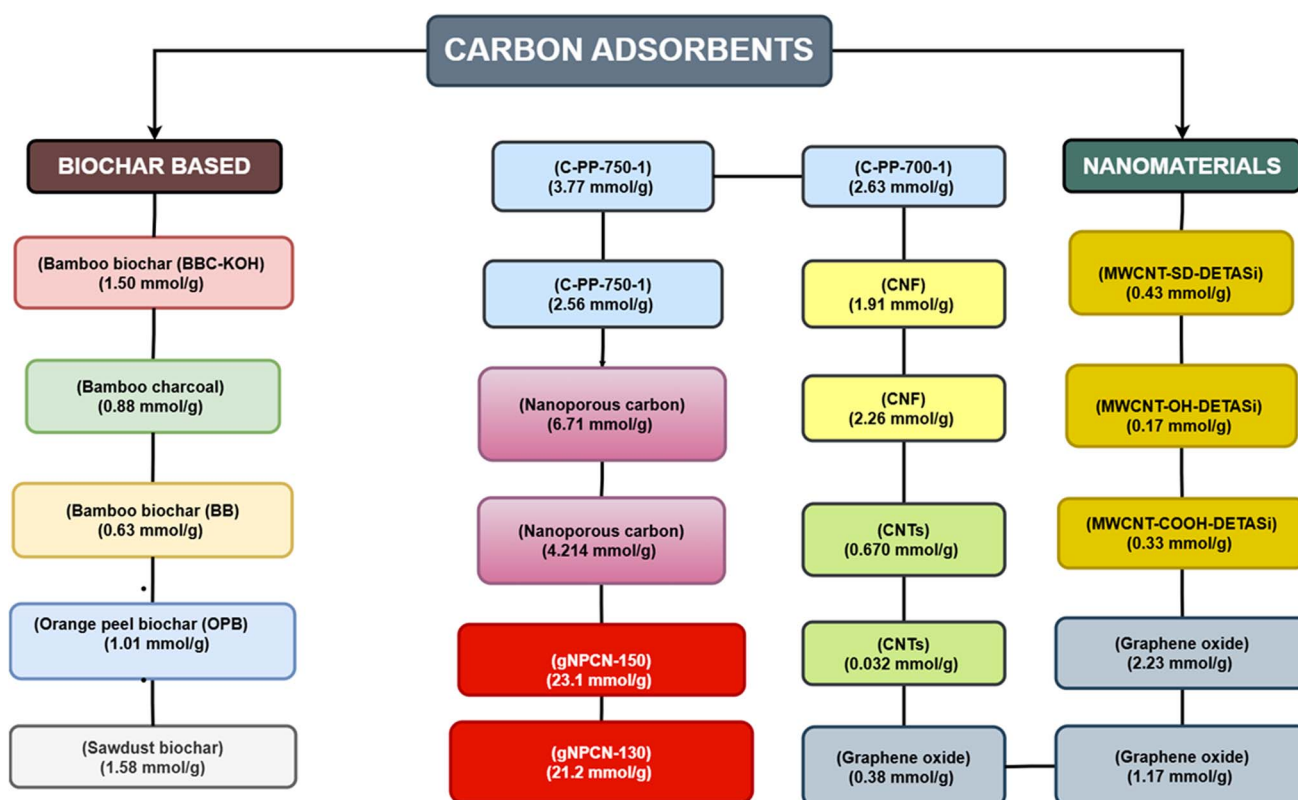 CARBON ADSORBENTS
BIOCHAR BASED
(Bamboo biochar (BBC-KOH)
(1.50 mmol/g)
(Bamboo charcoal)
(0.88 mmol/g)
(Bamboo biochar (BB)
(0.63 mmol/g)
(Orange peel biochar (OPB)
(1.01 mmol/g)
(Sawdust biochar)
(1.58 mmol/g)
(C-PP-750-1)
(3.77 mmol/g)
(C-PP-750-1)
(2.56 mmol/g)
(Nanoporous carbon)
(6.71 mmol/g)
(Nanoporous carbon)
(4.214 mmol/g)
(gNPCN-150)
(23.1 mmol/g)
(gNPCN-130)
(21.2 mmol/g)
(C-PP-700-1)
(2.63 mmol/g)
(CNF)
(1.91 mmol/g)
(CNF)
(2.26 mmol/g)
(CNTs)
(0.670 mmol/g)
(CNTs)
(0.032 mmol/g)
(Graphene oxide)
(0.38 mmol/g)
NANOMATERIALS
(MWCNT-SD-DETASi)
(0.43 mmol/g)
(MWCNT-OH-DETASi)
(0.17 mmol/g)
(MWCNT-COOH-DETASi)
(0.33 mmol/g)
(Graphene oxide)
(2.23 mmol/g)
(Graphene oxide)
(1.17 mmol/g)